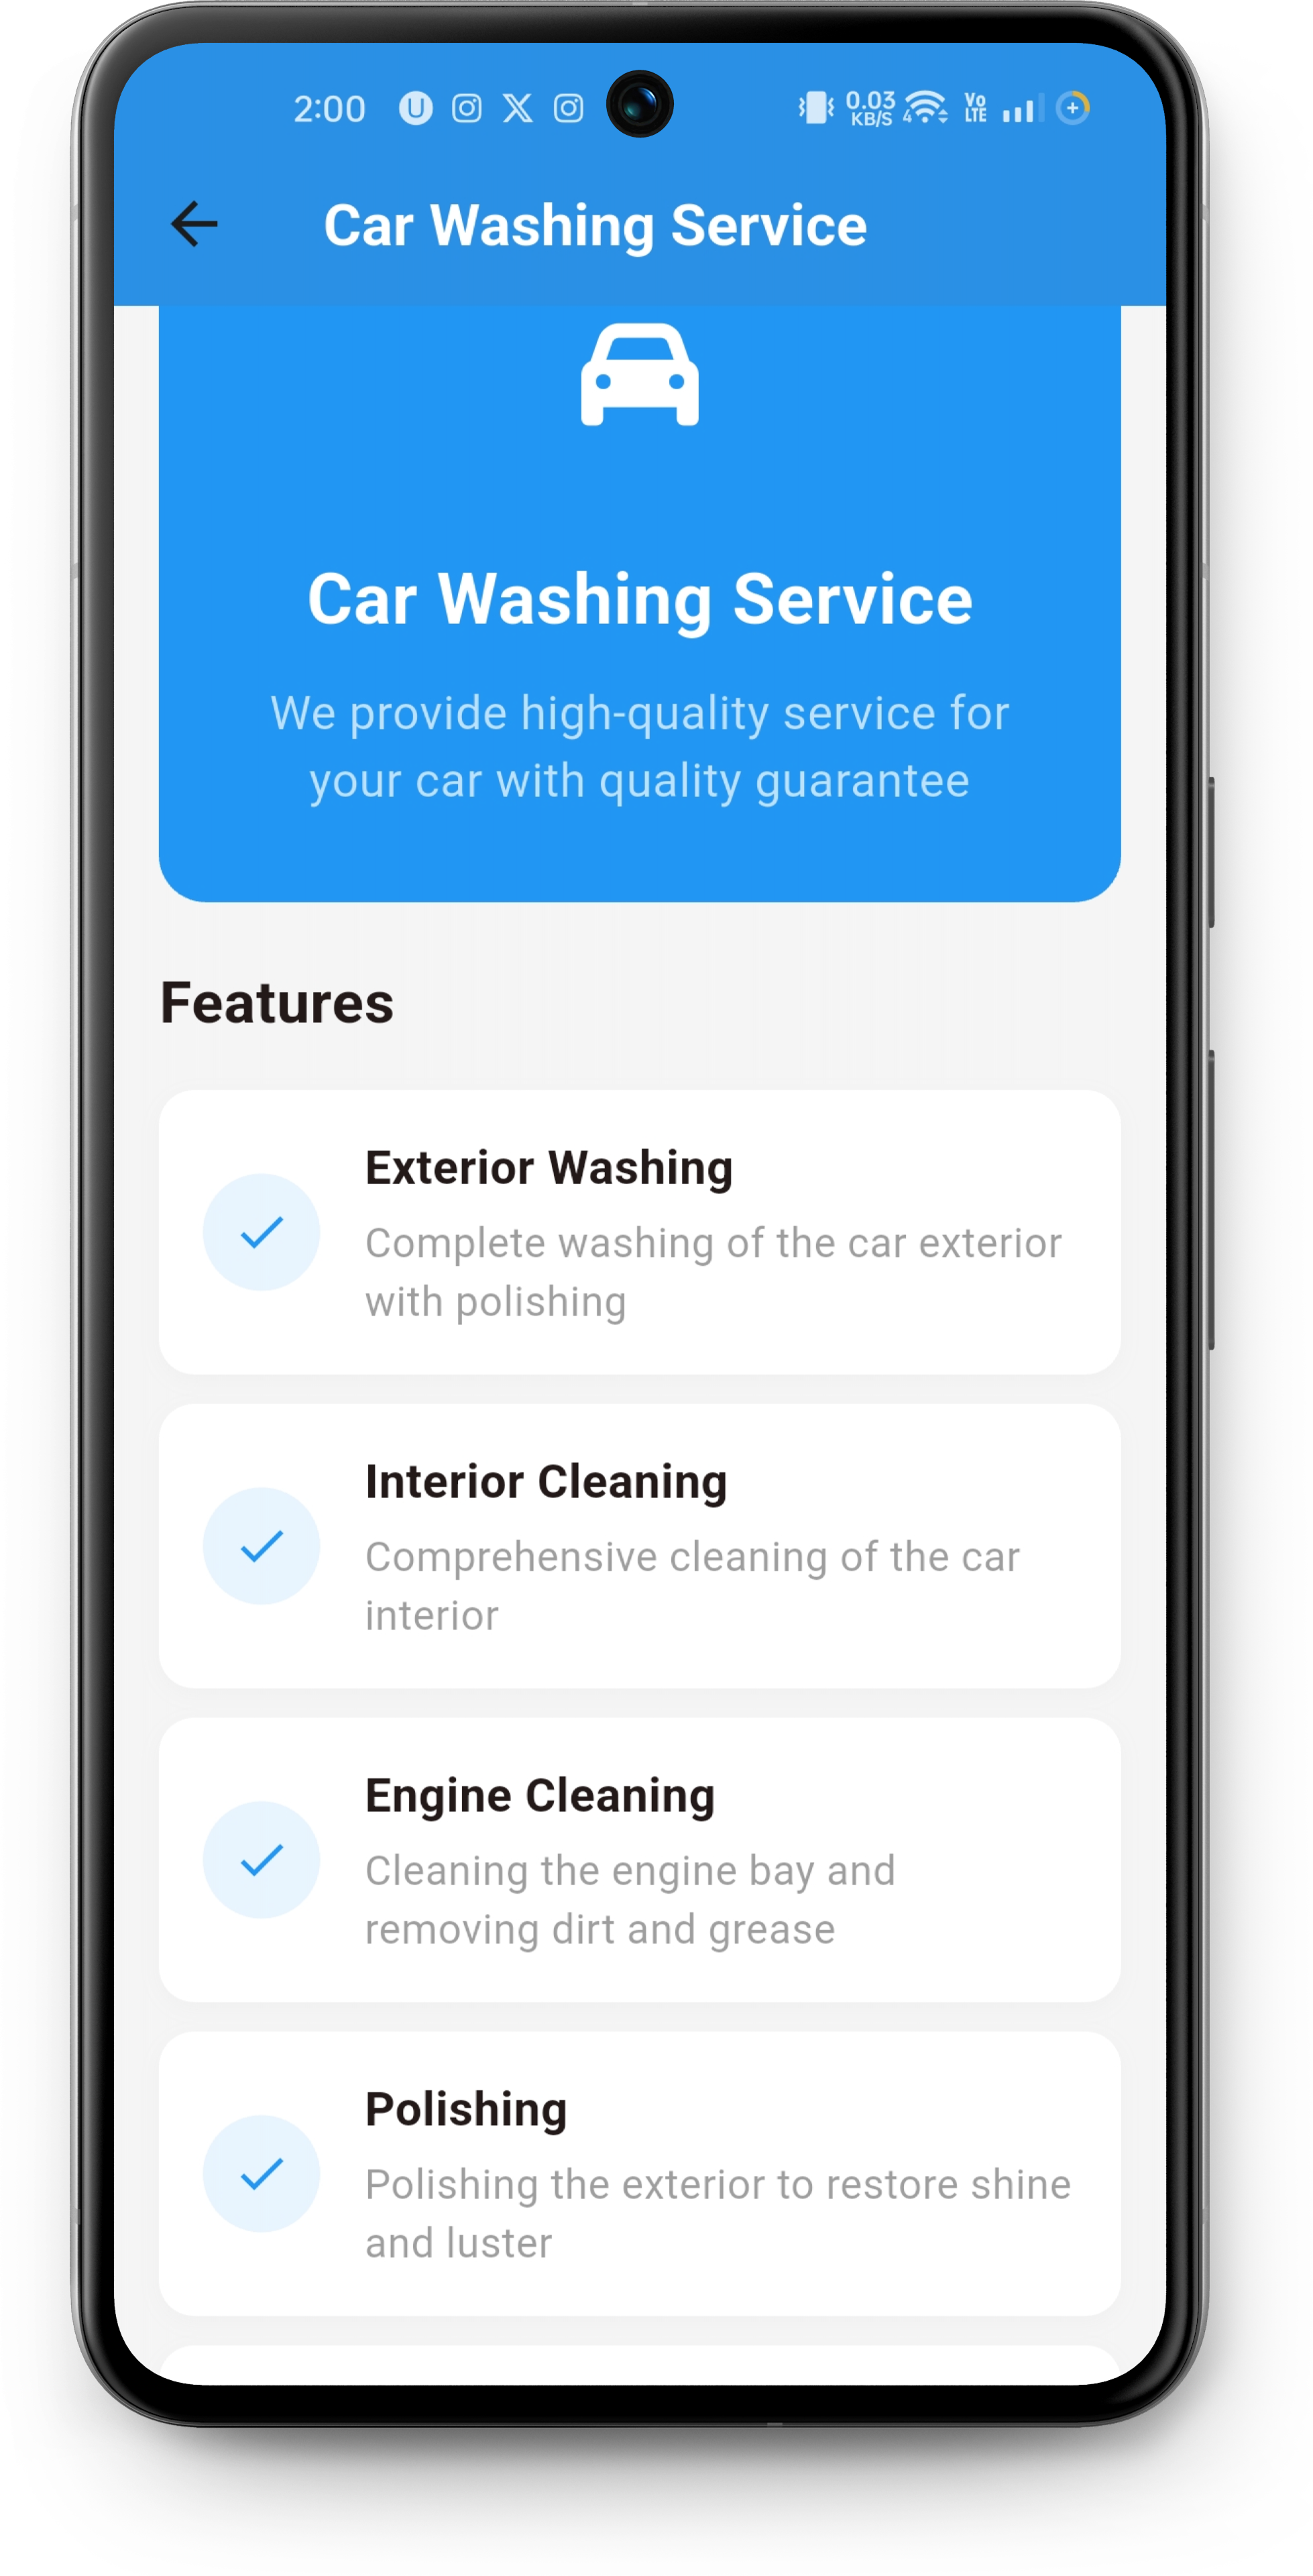 2:00
0.03
KB/S
4
Vo
LTE
Car Washing Service
Car Washing Service
We provide high-quality service for
your car with quality guarantee
Features
Exterior Washing
Complete washing of the car exterior
with polishing
Interior Cleaning
Comprehensive cleaning of the car
interior
Engine Cleaning
Cleaning the engine bay and
removing dirt and grease
Polishing
Polishing the exterior to restore shine
and luster